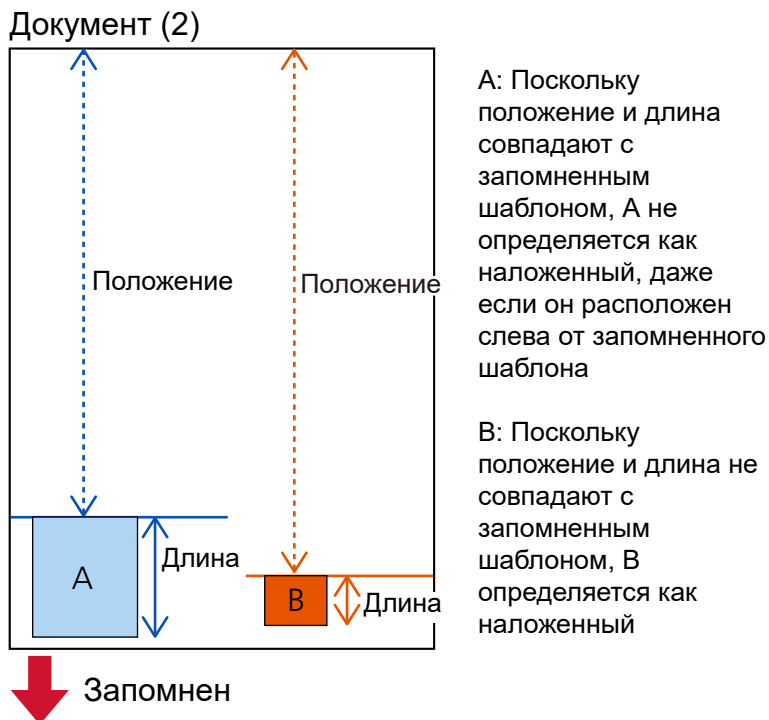 Документ (2)
Положение
Положение
A
Длина
B
Длина
Запомнен
A: Поскольку
положение и длина
совпадают с
запомненным
шаблоном, A не
определяется как
наложенный, даже
если он расположен
слева от запомненного
шаблона
B: Поскольку
положение и длина не
совпадают с
запомненным
шаблоном, B
определяется как
наложенный